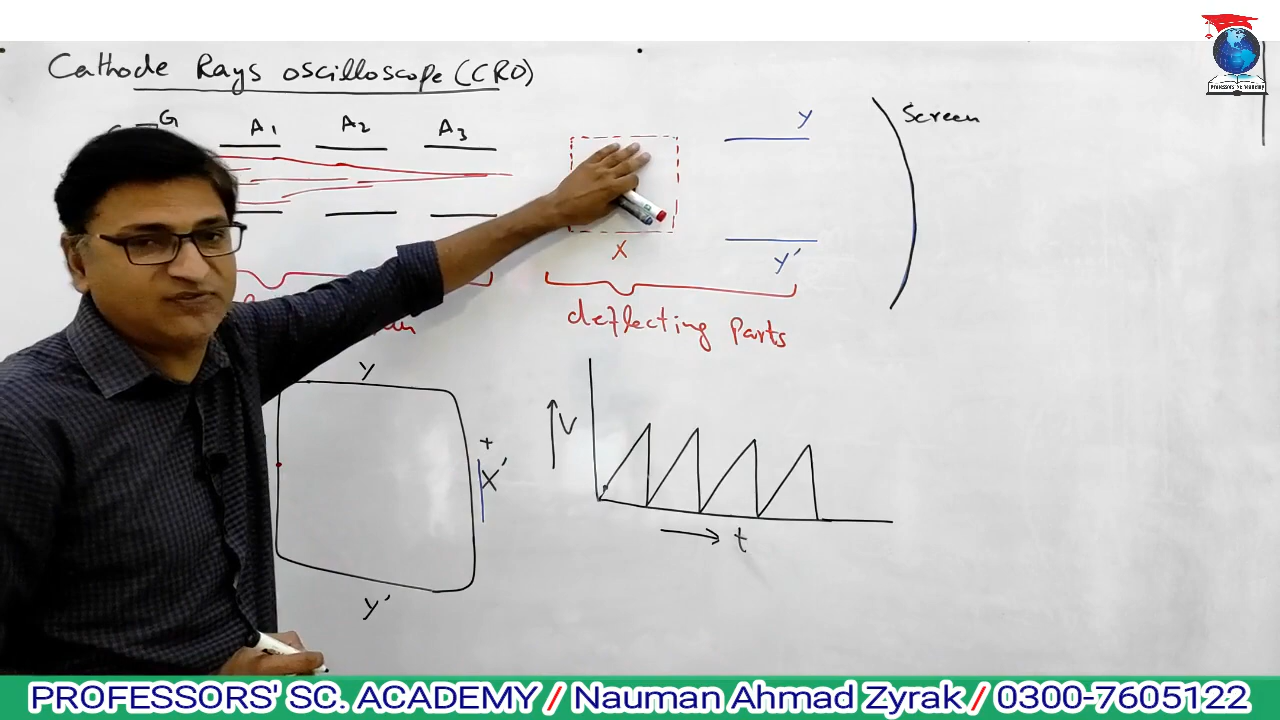 Cathode Rays oscilloscope (CRO)
G
A1 A2 A3
y
Screen
X
y'
deflecting parts
y
+
X'
V
t
y'
PROFESSORS' SC. ACADEMY / Nauman Ahmad Zyrak / 0300-7605122